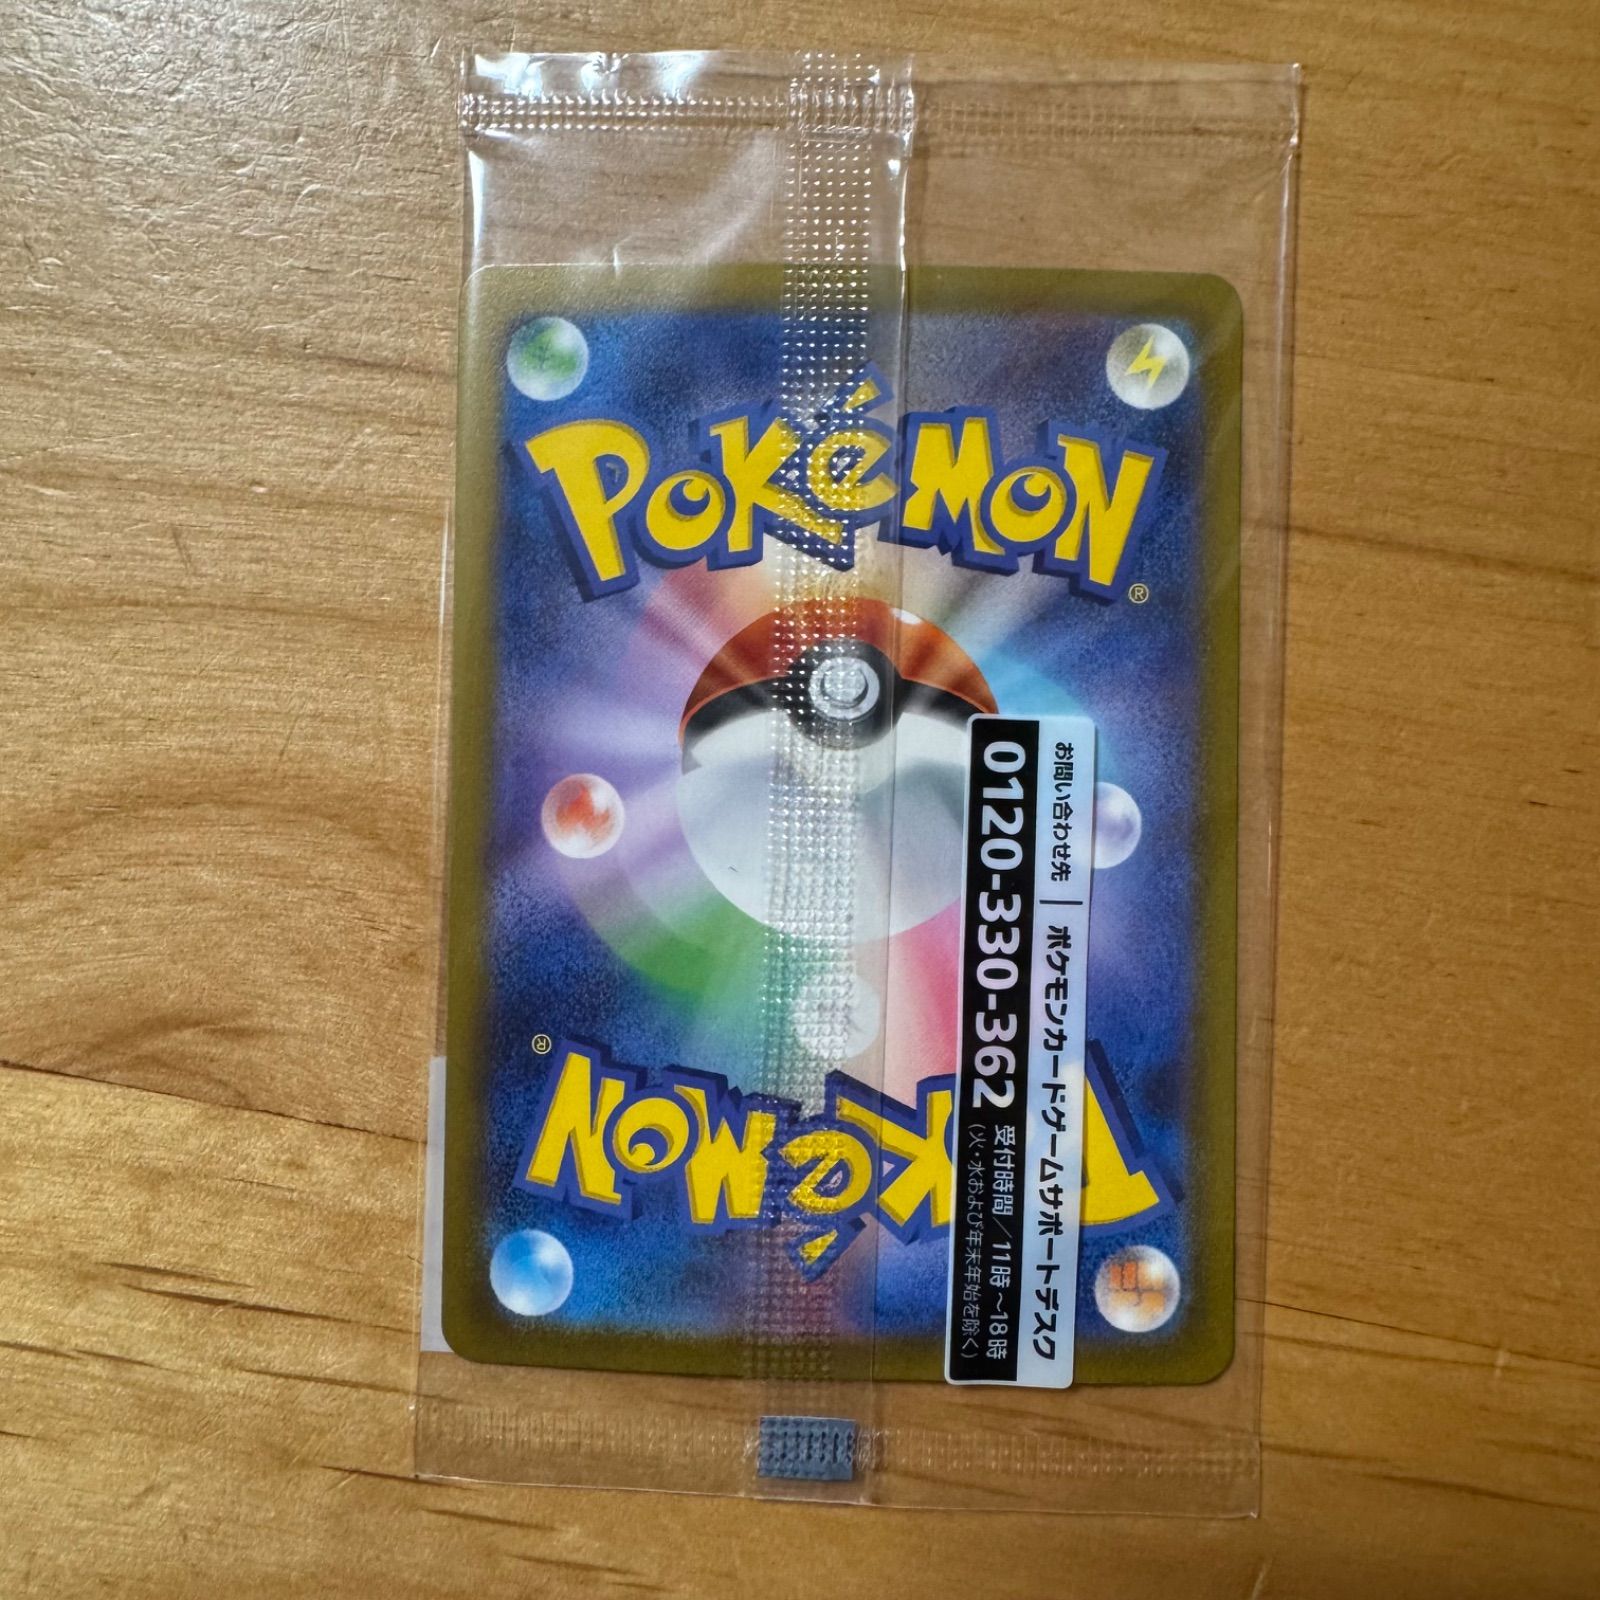 POKéMON
®
お問い合わせ先｜ポケモンカードゲームサポートデスク
0120-330-362 受付時間／11時～18時
(火・水および年末年始を除く)
POKéMON
®